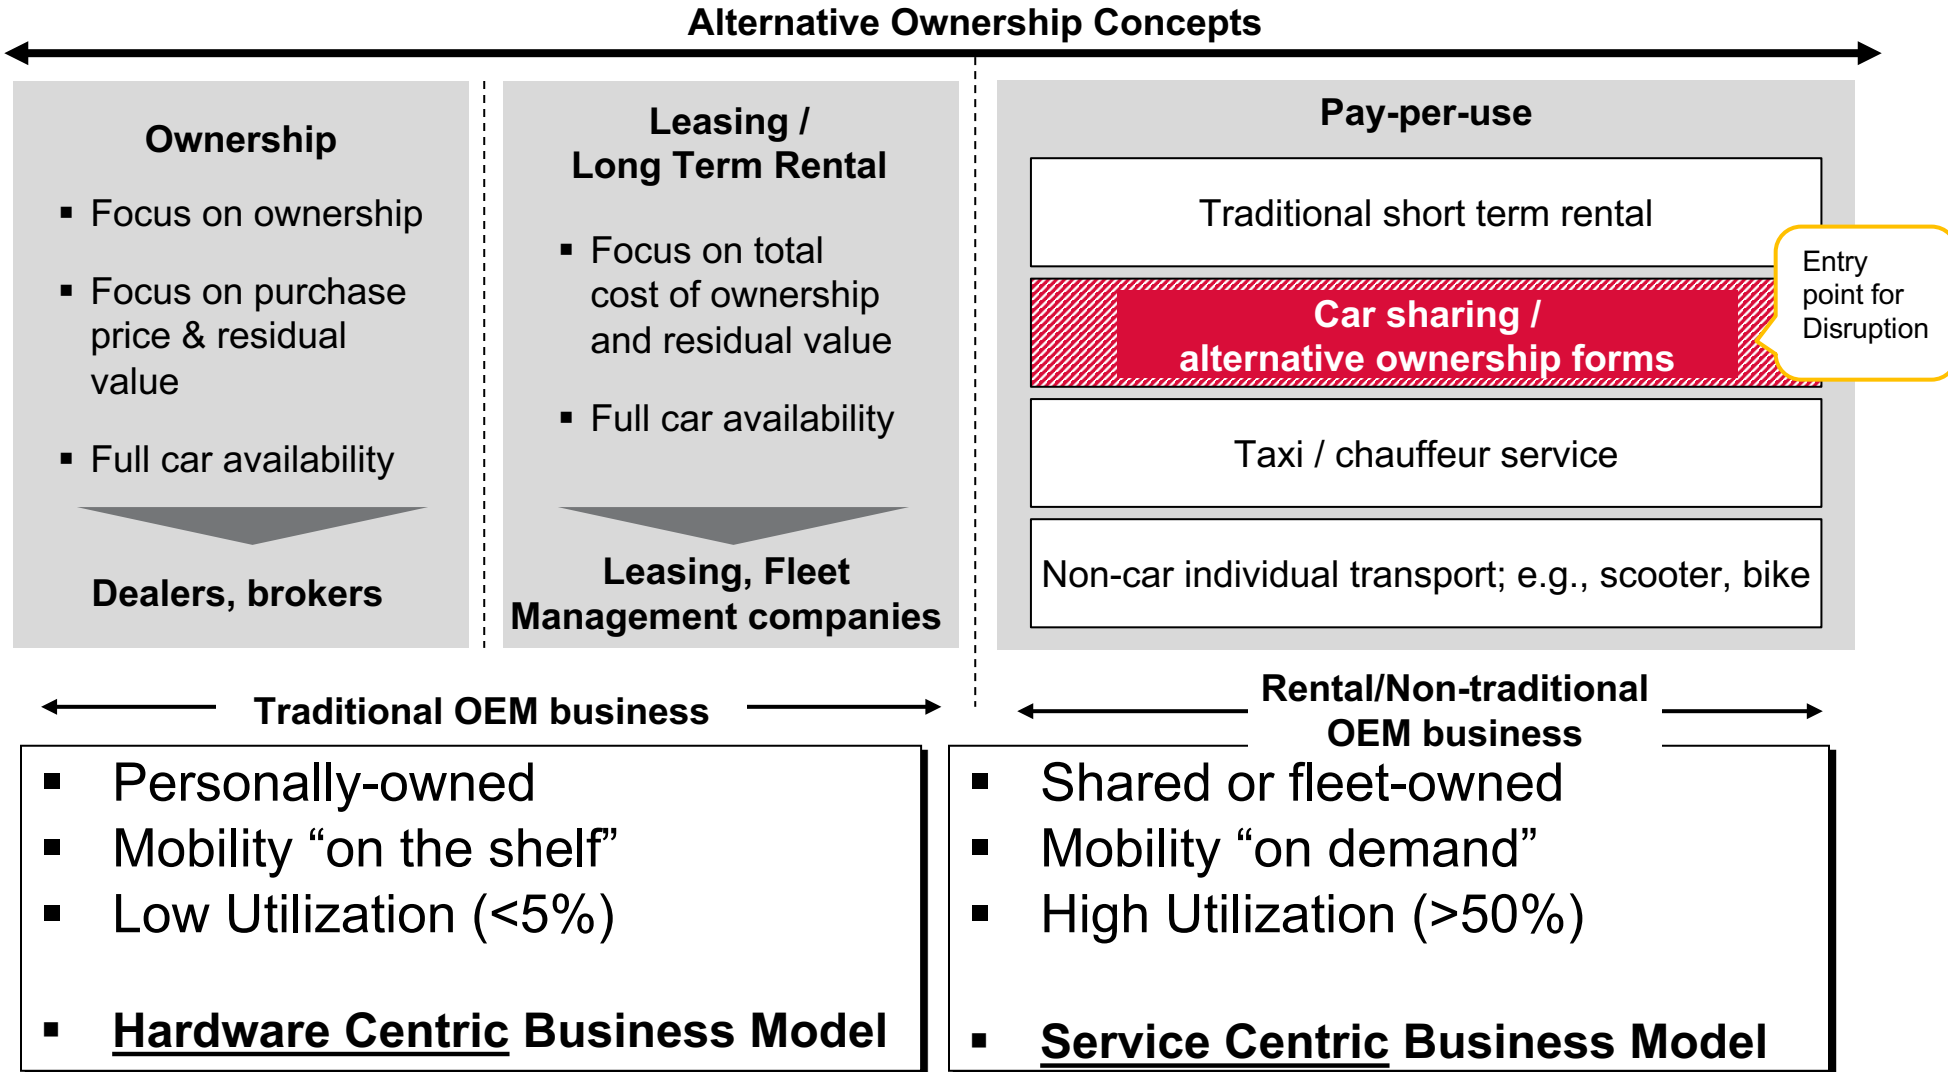 Alternative Ownership Concepts
Ownership
▪ Focus on ownership
▪ Focus on purchase
price & residual
value
▪ Full car availability
Dealers, brokers
Leasing /
Long Term Rental
▪ Focus on total
cost of ownership
and residual value
▪ Full car availability
Leasing, Fleet
Management companies
Pay-per-use
Traditional short term rental
Car sharing /
alternative ownership forms
Entry
point for
Disruption
Taxi / chauffeur service
Non-car individual transport; e.g., scooter, bike
Traditional OEM business
▪ Personally-owned
▪ Mobility “on the shelf”
▪ Low Utilization (<5%)
▪ Hardware Centric Business Model
Rental/Non-traditional
OEM business
▪ Shared or fleet-owned
▪ Mobility “on demand”
▪ High Utilization (>50%)
▪ Service Centric Business Model